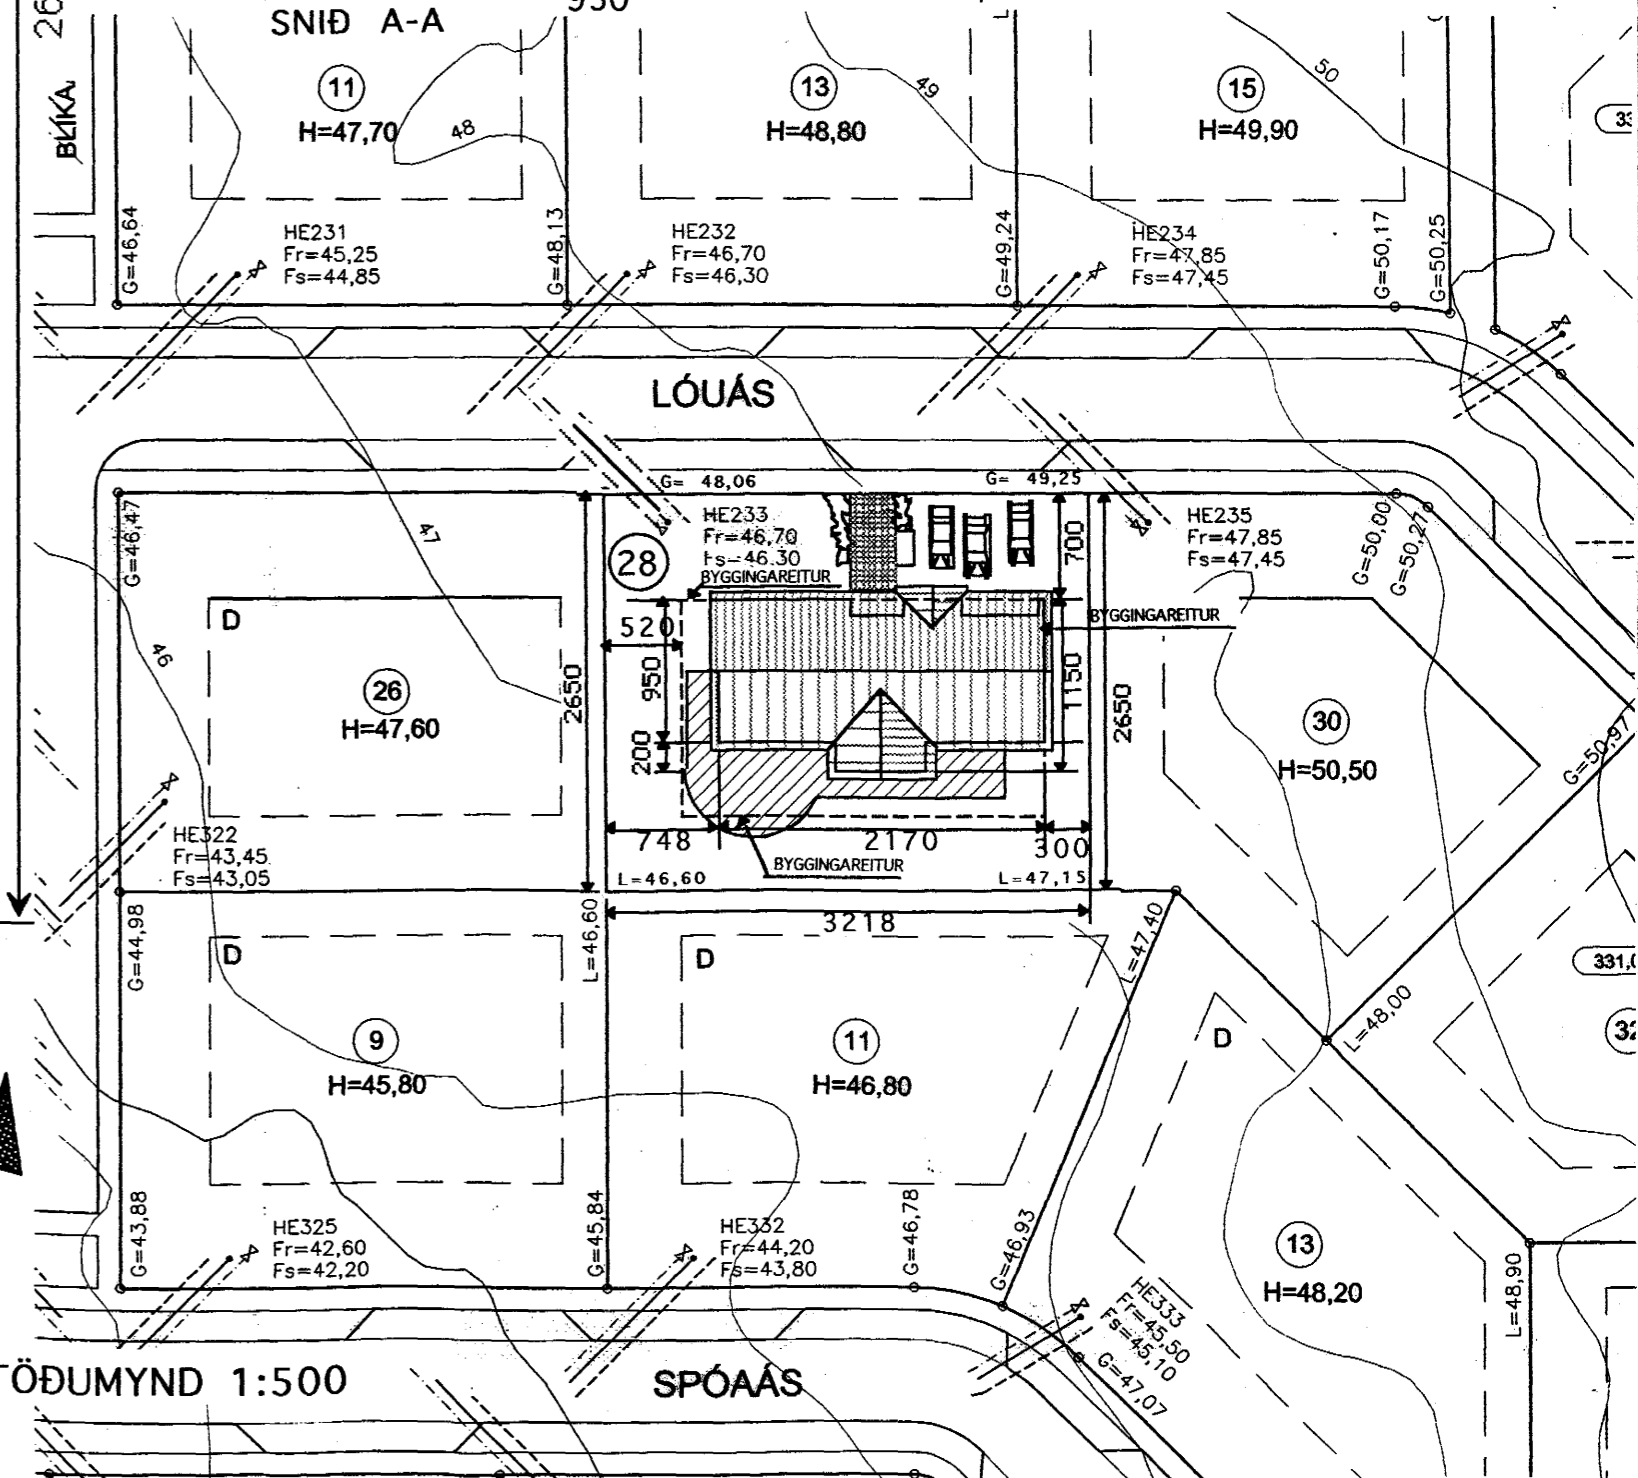 SNIÐ A-A
950
26
BLÍKA
11
H=47,70
48
13
H=48,80
49
15
H=49,90
50
G=46,64
HE231
Fr=45,25
Fs=44,85
G=48,13
HE232
Fr=46,70
Fs=46,30
G=49,24
HE234
Fr=47,85
Fs=47,45
G=50,17
G=50,25
LÓUÁS
G= 48,06
G= 49,25
G=46,47
47
28
HE233
Fr=46,70
Fs=46.30
BYGGINGAREITUR
700
HE235
Fr=47,85
Fs=47,45
G=50,00
G=50,27
BYGGINGAREITUR
D
46
26
H=47,60
2650
520
950
200
1150
2650
30
H=50,50
G=50,97
HE322
Fr=43,45
Fs=43,05
748
2170
300
BYGGINGAREITUR
L=46,60
L=47,15
3218
G=44,98
D
L=46,60
D
L=47,40
331,0
9
H=45,80
11
H=46,80
D
L=48,00
32
G=43,88
HE325
Fr=42,60
Fs=42,20
G=45,84
HE332
Fr=44,20
Fs=43,80
G=46,78
G=46,93
13
H=48,20
L=48,90
HE333
Fr=45,50
Fs=45,10
G=47,07
TÖÐUMYND 1:500
SPÓAÁS